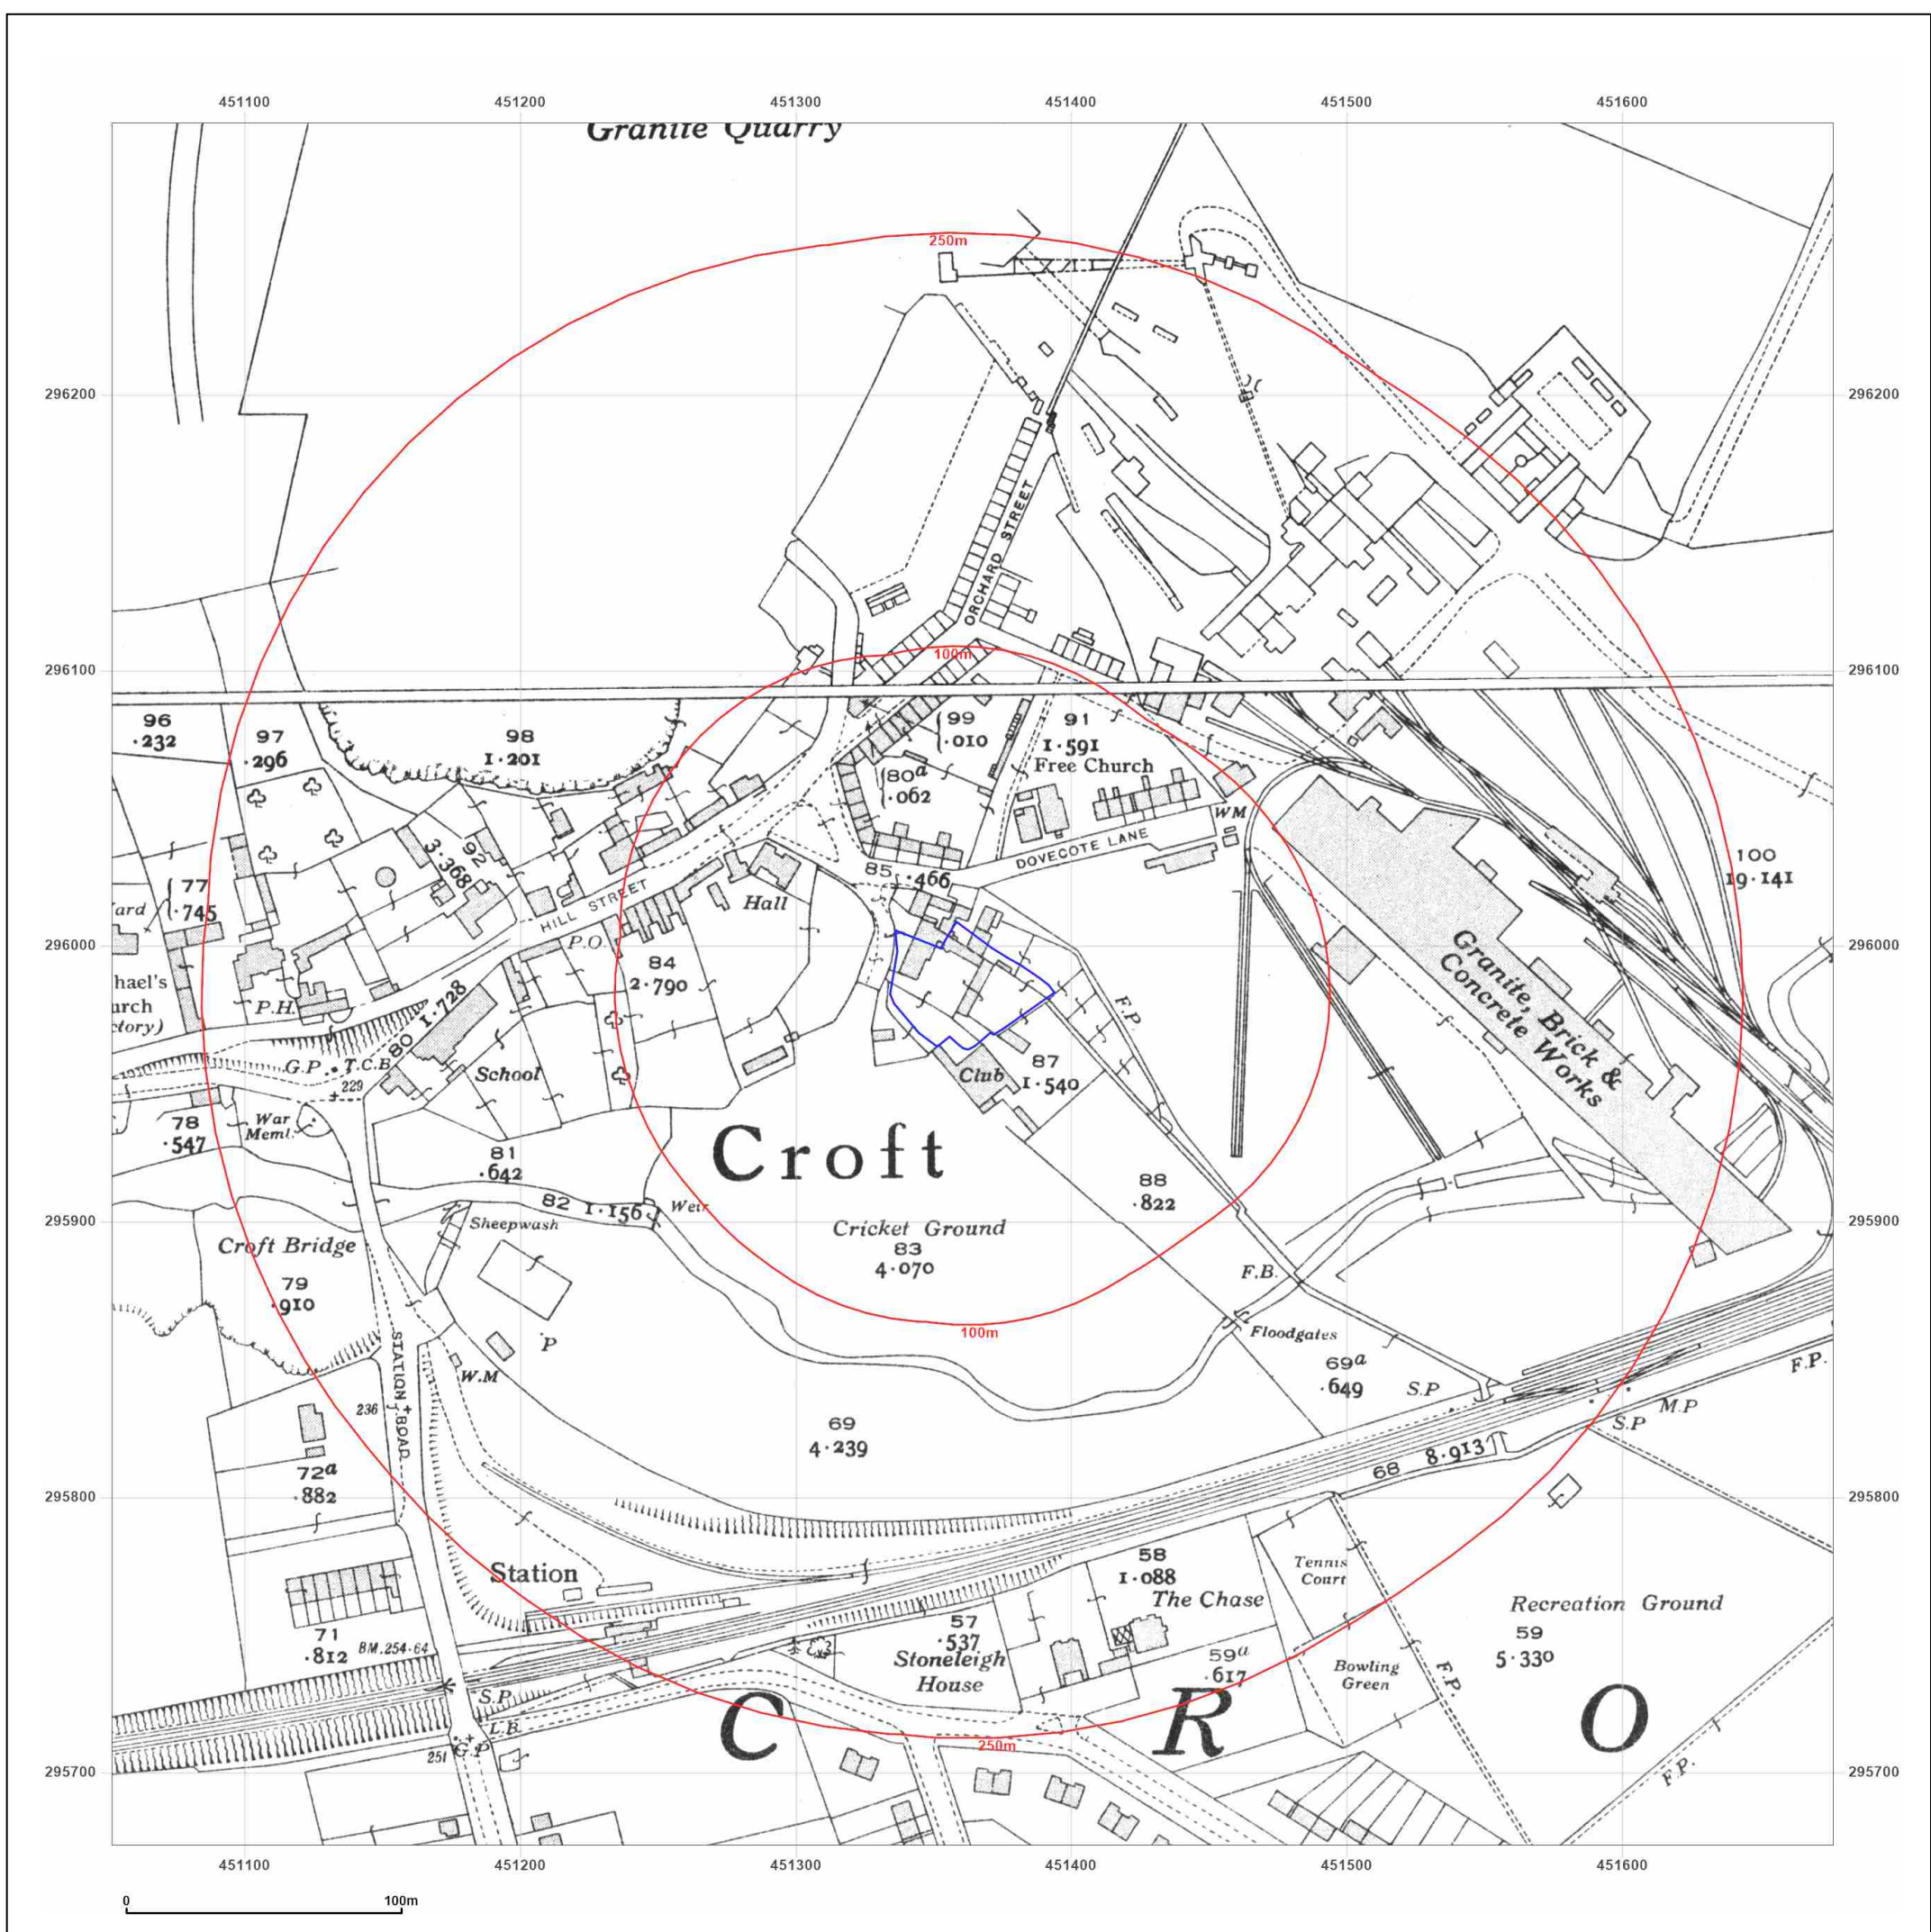 451100 451200 451300 451400 451500 451600
Granite Quarry
250m
296200 296200
ORCHARD STREET
100m
296100 296100
96
·232
97
·296
98
1·201
99
·010
91
1·591
Free Church
80a
·062
WM
DOVECOTE LANE
92
3·368
100
19·141
77
·745
ard
85 ·466
HILL STREET
Hall
P.O.
296000 296000
84
2·790
hael's
urch
ctory)
P.H.
80 1·728
F.P.
Granite, Brick &
Concrete Works
G.P. T.C.B.
229
School
Club
87
1·540
78
·547
War
Meml.
Croft
81
·642
82 1·156
Weir
88
·822
Sheepwash
295900 295900
Cricket Ground
83
4·070
Croft Bridge
79
·910
F.B.
P
100m
Floodgates
W.M
69a
·649
S.P
F.P.
STATION ROAD
236
M.P
S.P
69
4·239
68 8·913
72a
·882
295800 295800
Station
58
1·088
The Chase
Tennis
Court
Recreation Ground
59
5·330
71
·812
B.M.254·64
57
·537
Stoneleigh
House
59a
·617
Bowling
Green
F.P.
S.P.
C R O
L.B.
251 G.P
250m
F.P.
295700 295700
451100 451200 451300 451400 451500 451600
0 100m